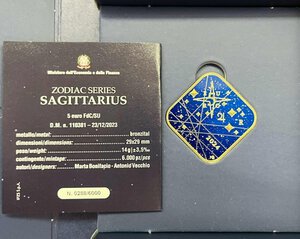 Ministero dell'Economia e delle Finanze
ZODIAC SERIES
SAGITTARIUS
5 euro FdC/SU
D.M. n. 110381 - 23/12/2023
metallo/metal: bronzital
dimensioni/dimensions: 29x29 mm
peso/weight: 14g|±3,5‰
contingente/mintage: 6.000 pz/pcs
autori/designers: Marta Bonifacio - Antonio Vecchio
N. 0286/6000
2024